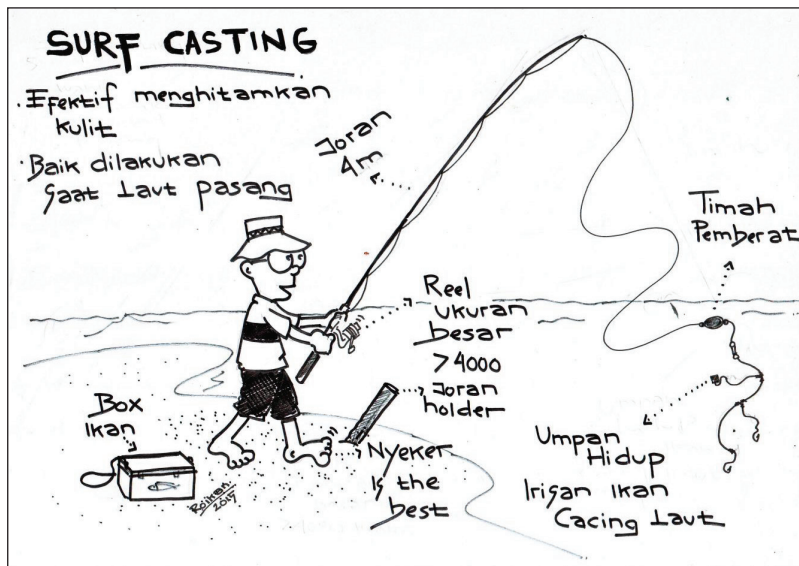 SURF CASTING
· Efektif menghitamkan
kulit
· Baik dilakukan
saat Laut pasang
Joran
4m
Timah
Pemberat
Reel
ukuran
besar
>4000
Joran
holder
Box
Ikan
Nyeker
Is the
best
Umpan
Hidup
Irisan Ikan
Cacing Laut
Roikan
2015